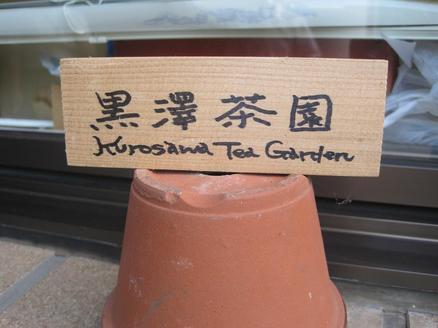 黒澤茶園
Kurosawa Tea Garden